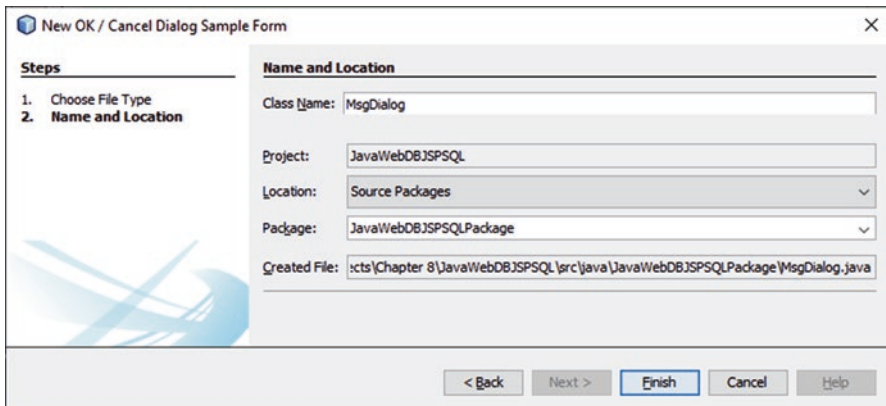 New OK / Cancel Dialog Sample Form
Steps
1. Choose File Type
2. Name and Location
Name and Location
Class Name: MsgDialog
Project: JavaWebDBJSPSQL
Location: Source Packages
Package: JavaWebDBJSPSQLPackage
Created File: :cts\Chapter 8\JavaWebDBJSPSQL\src\java\JavaWebDBJSPSQLPackage\MsgDialog.java
< Back Next > Finish Cancel Help